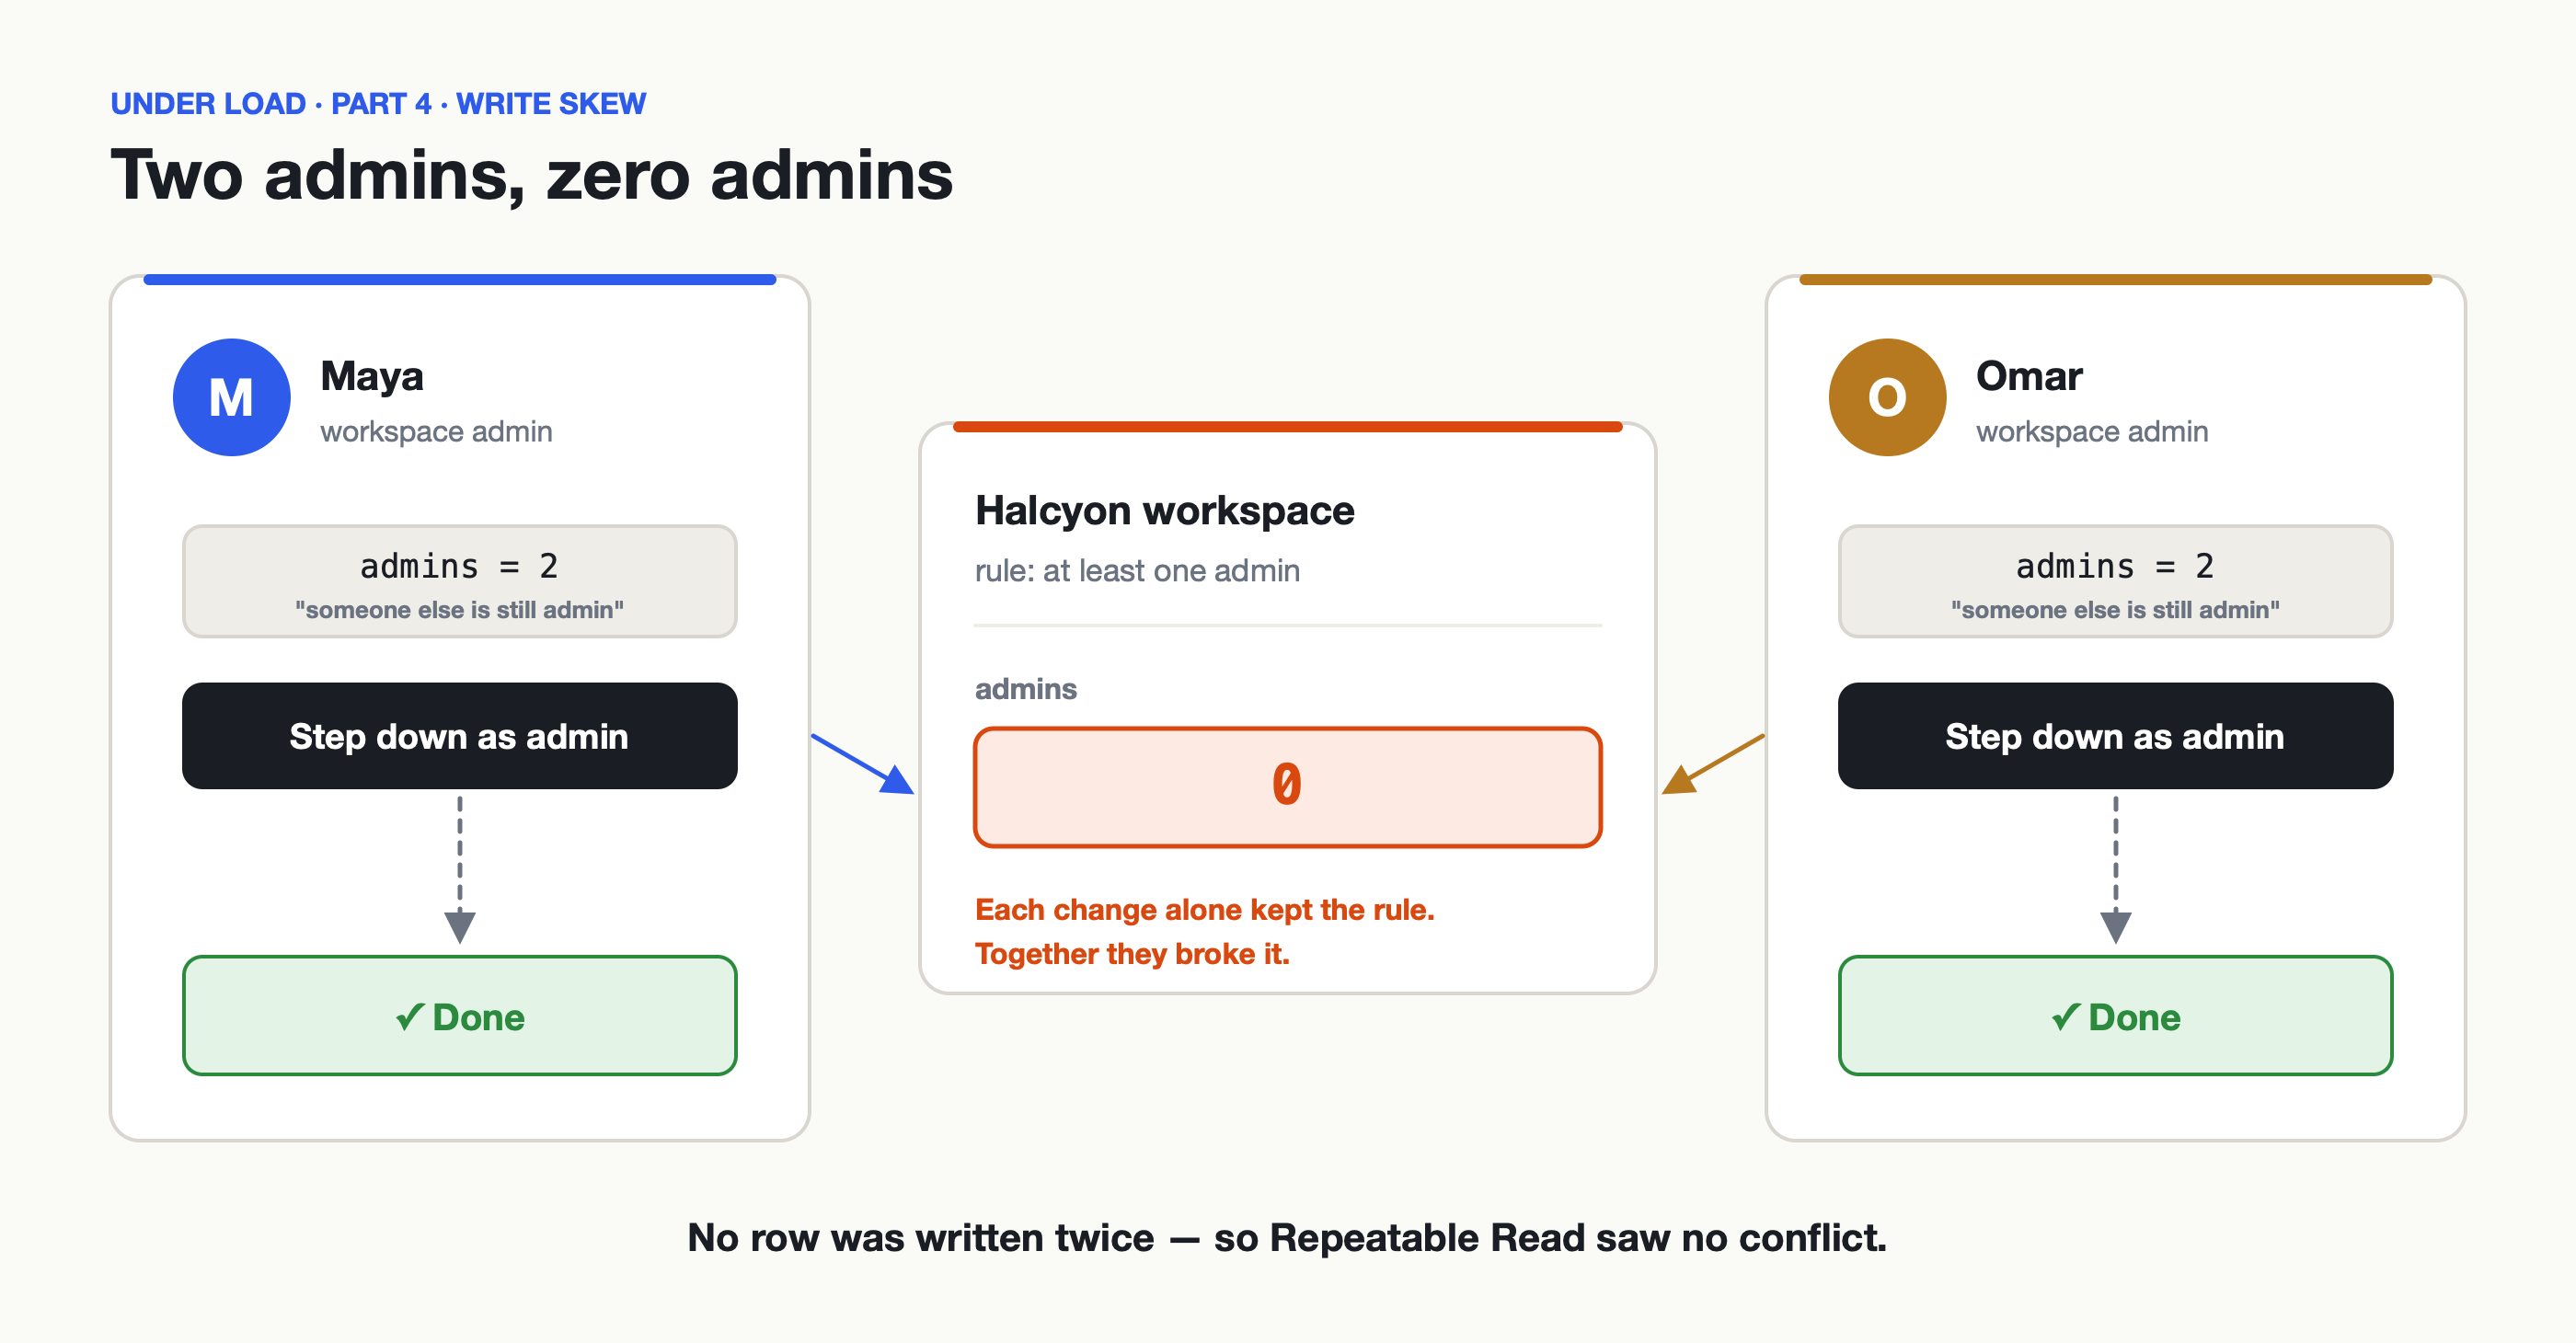 UNDER LOAD · PART 4 · WRITE SKEW
Two admins, zero admins
M
Maya
workspace admin
admins = 2
"someone else is still admin"
Step down as admin
✓ Done
Halcyon workspace
rule: at least one admin
admins
0
Each change alone kept the rule.
Together they broke it.
O
Omar
workspace admin
admins = 2
"someone else is still admin"
Step down as admin
✓ Done
No row was written twice — so Repeatable Read saw no conflict.